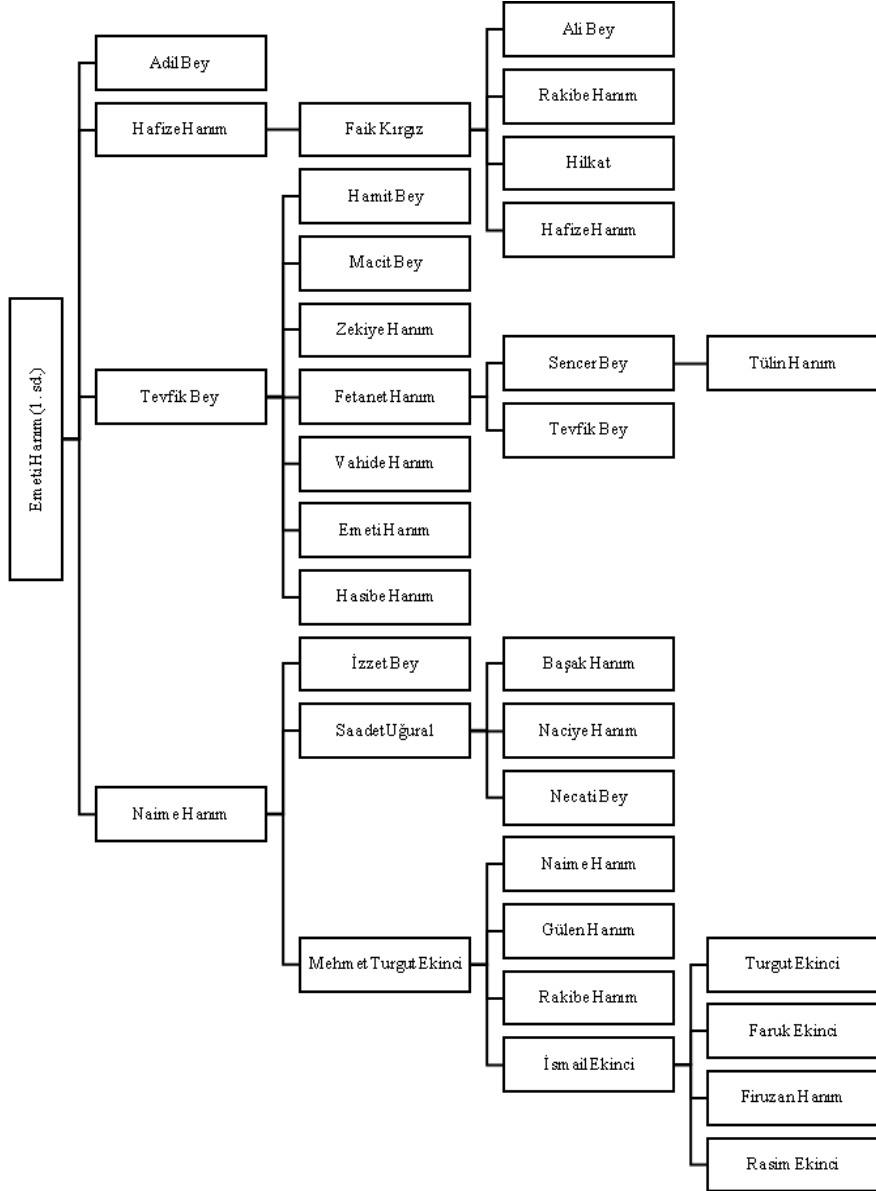 Emeti Hanım (1. sd.)
Adil Bey
Hafize Hanım
Faik Kırgız
Ali Bey
Rakibe Hanım
Hilkat
Hafize Hanım
Tevfik Bey
Hamit Bey
Macit Bey
Zekiye Hanım
Fetanet Hanım
Sencer Bey
Tülin Hanım
Tevfik Bey
Vahide Hanım
Emeti Hanım
Hasibe Hanım
Naime Hanım
İzzet Bey
Saadet Uğural
Başak Hanım
Naciye Hanım
Necati Bey
Mehmet Turgut Ekinci
Naime Hanım
Gülen Hanım
Rakibe Hanım
İsmail Ekinci
Turgut Ekinci
Faruk Ekinci
Firuzan Hanım
Rasim Ekinci